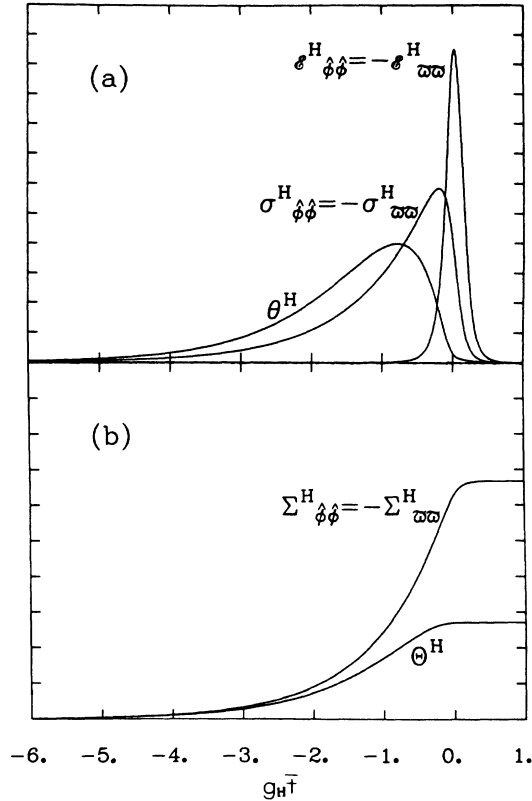 (a)
ℰ^H_φ̂φ̂=−ℰ^H_ϖϖ
σ^H_φ̂φ̂=−σ^H_ϖϖ
θ^H
(b)
Σ^H_φ̂φ̂=−Σ^H_ϖϖ
Θ^H
-6. -5. -4. -3. -2. -1. 0. 1.
g_H t̄